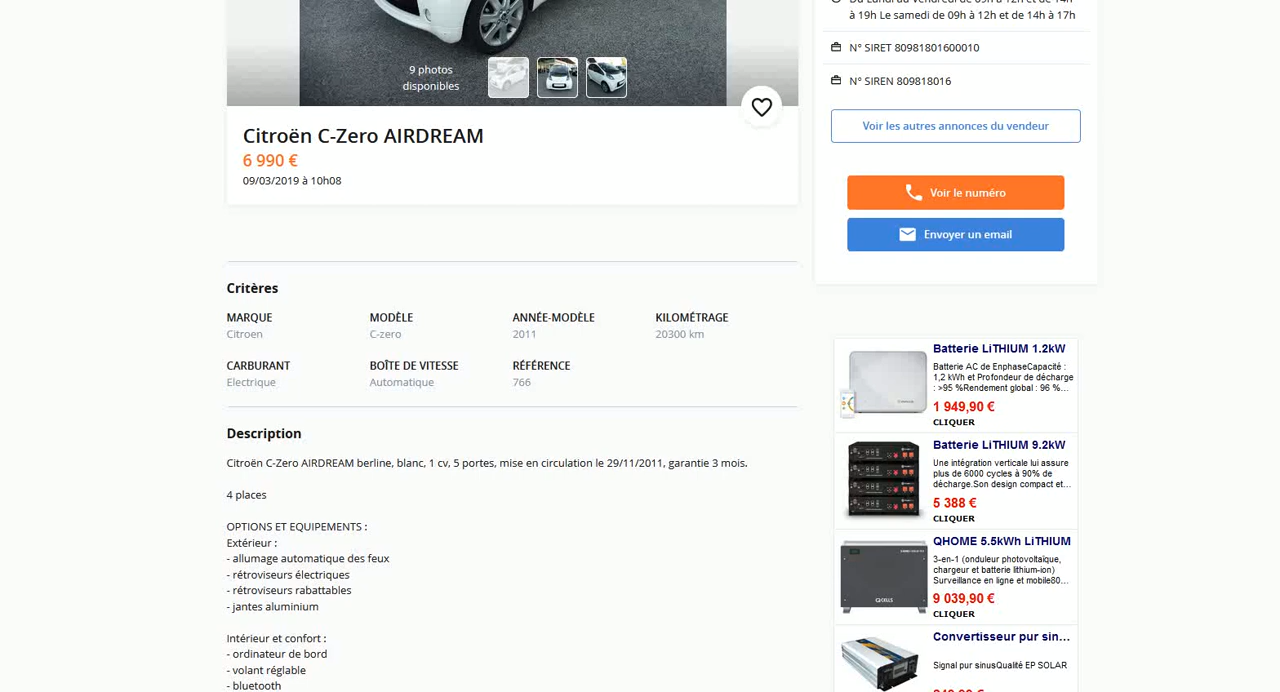 9 photos
disponibles
Citroën C-Zero AIRDREAM
6 990 €
09/03/2019 à 10h08
Critères
MARQUE
Citroen
MODÈLE
C-zero
ANNÉE-MODÈLE
2011
KILOMÉTRAGE
20300 km
CARBURANT
Electrique
BOÎTE DE VITESSE
Automatique
RÉFÉRENCE
766
Description
Citroën C-Zero AIRDREAM berline, blanc, 1 cv, 5 portes, mise en circulation le 29/11/2011, garantie 3 mois.
4 places
OPTIONS ET EQUIPEMENTS :
Extérieur :
- allumage automatique des feux
- rétroviseurs électriques
- rétroviseurs rabattables
- jantes aluminium
Intérieur et confort :
- ordinateur de bord
- volant réglable
- bluetooth
Du Lundi au vendredi de 09h à 12h et de 14h
à 19h Le samedi de 09h à 12h et de 14h à 17h
N° SIRET 80981801600010
N° SIREN 809818016
Voir les autres annonces du vendeur
Voir le numéro
Envoyer un email
Batterie LiTHIUM 1.2kW
Batterie AC de EnphaseCapacité :
1,2 kWh et Profondeur de décharge
: >95 %Rendement global : 96 %...
1 949,90 €
CLIQUER
Batterie LiTHIUM 9.2kW
Une intégration verticale lui assure
plus de 6000 cycles à 90% de
décharge.Son design compact et...
5 388 €
CLIQUER
QHOME 5.5kWh LiTHIUM
3-en-1 (onduleur photovoltaïque,
chargeur et batterie lithium-ion)
Surveillance en ligne et mobile80...
9 039,90 €
CLIQUER
Convertisseur pur sin...
Signal pur sinusQualité EP SOLAR